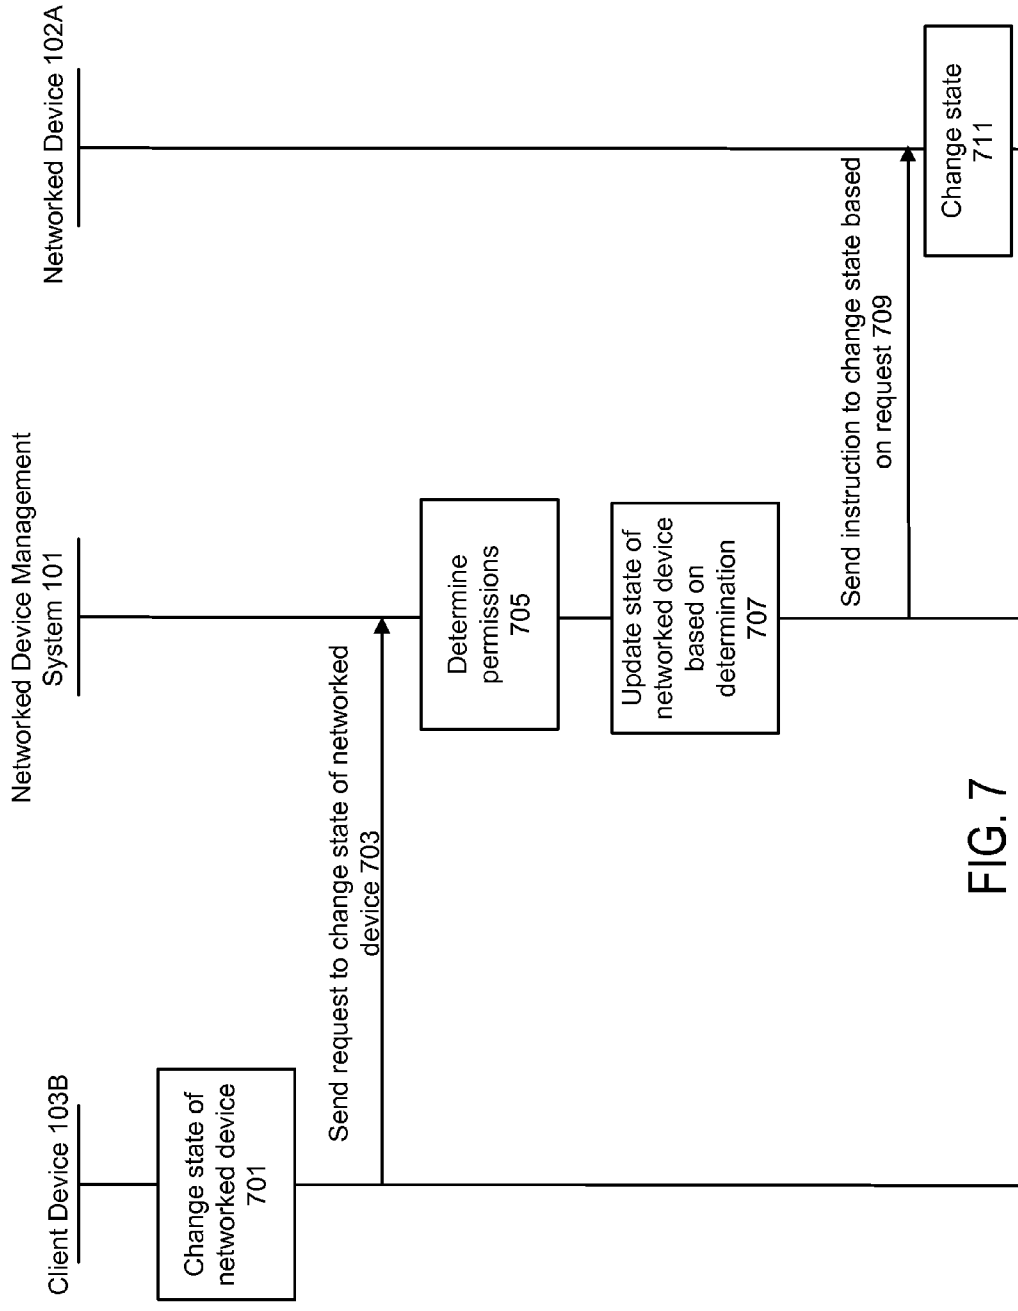 Client Device 103B
Networked Device Management
System 101
Networked Device 102A
Change state of
networked device
701
Send request to change state of networked
device 703
Determine
permissions
705
Update state of
networked device
based on
determination
707
Send instruction to change state based
on request 709
Change state
711
FIG. 7